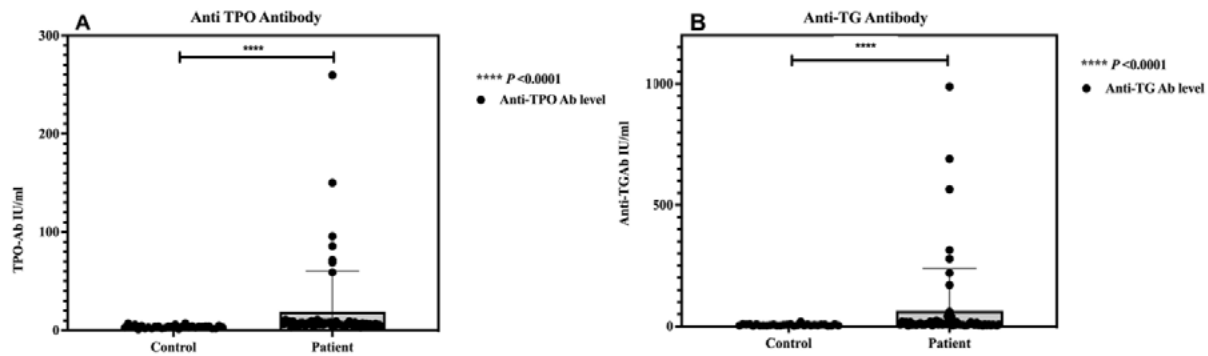 A
Anti TPO Antibody
300
200
100
0
TPO-Ab IU/ml
****
Control
Patient
**** P <0.0001
Anti-TPO Ab level
B
Anti-TG Antibody
1000
500
0
Anti-TGAb IU/ml
****
Control
Patient
**** P <0.0001
Anti-TG Ab level